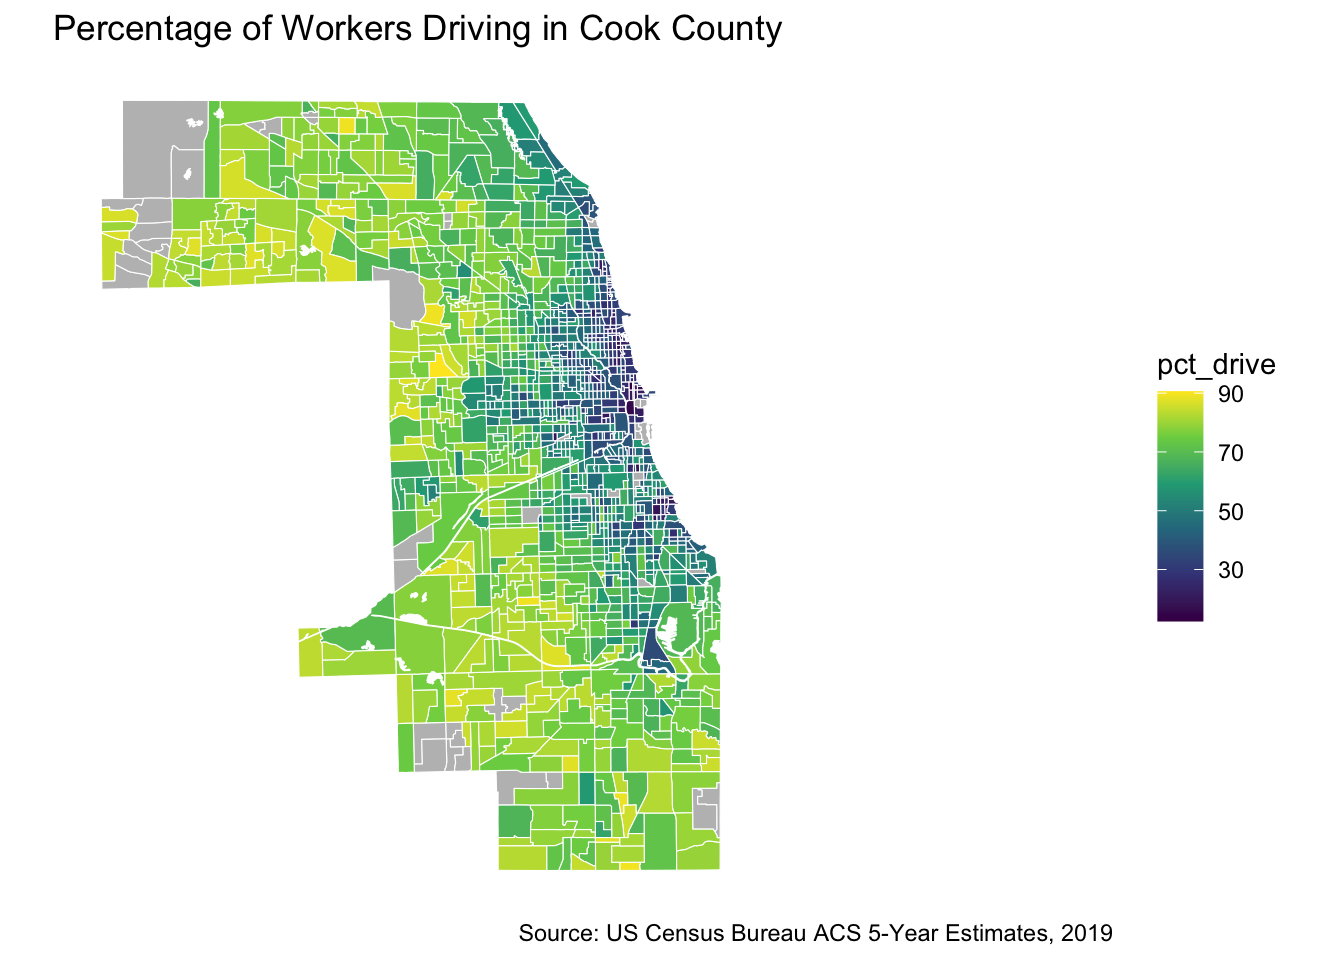 Percentage of Workers Driving in Cook County
pct_drive
90
70
50
30
Source: US Census Bureau ACS 5-Year Estimates, 2019